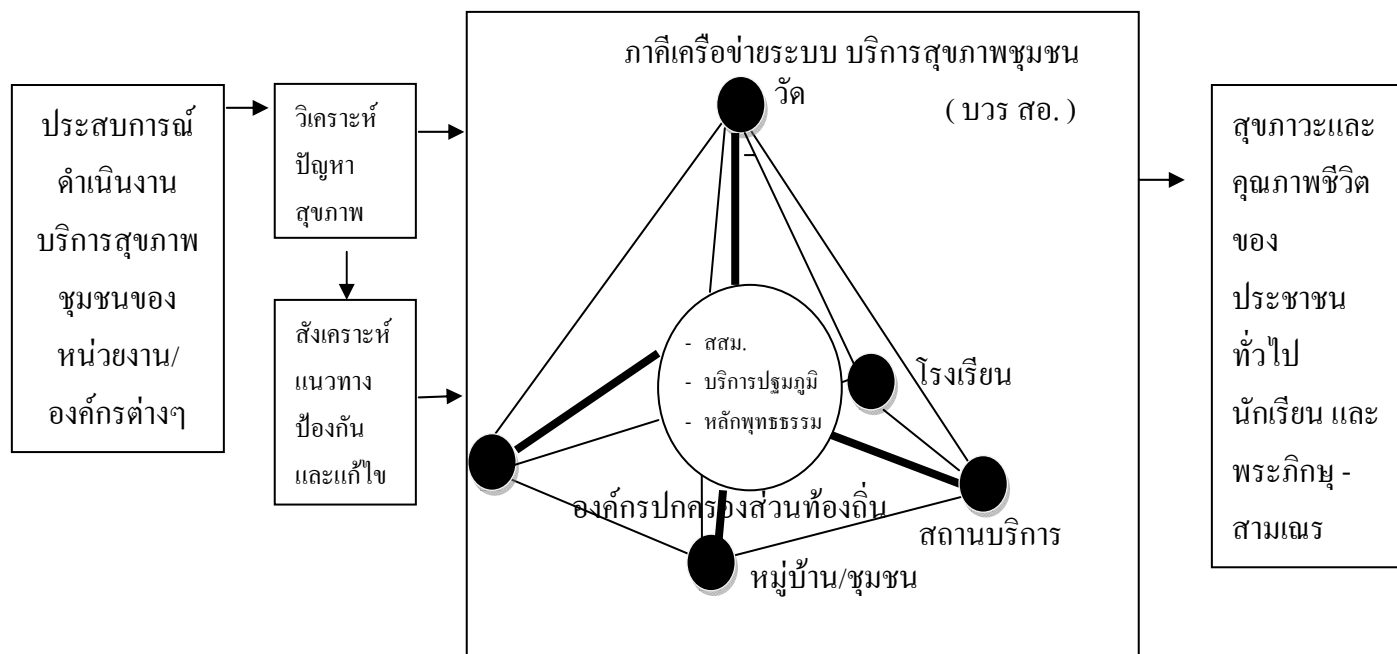 ประสบการณ์
ดำเนินงาน
บริการสุขภาพ
ชุมชนของ
หน่วยงาน/
องค์กรต่างๆ
วิเคราะห์
ปัญหา
สุขภาพ
สังเคราะห์
แนวทาง
ป้องกัน
และแก้ไข
ภาคีเครือข่ายระบบ บริการสุขภาพชุมชน
วัด
( บวร สอ. )
- สสม.
- บริการปฐมภูมิ
- หลักพุทธธรรม
โรงเรียน
องค์กรปกครองส่วนท้องถิ่น
สถานบริการ
หมู่บ้าน/ชุมชน
สุขภาวะและ
คุณภาพชีวิต
ของ
ประชาชน
ทั่วไป
นักเรียน และ
พระภิกษุ -
สามเณร